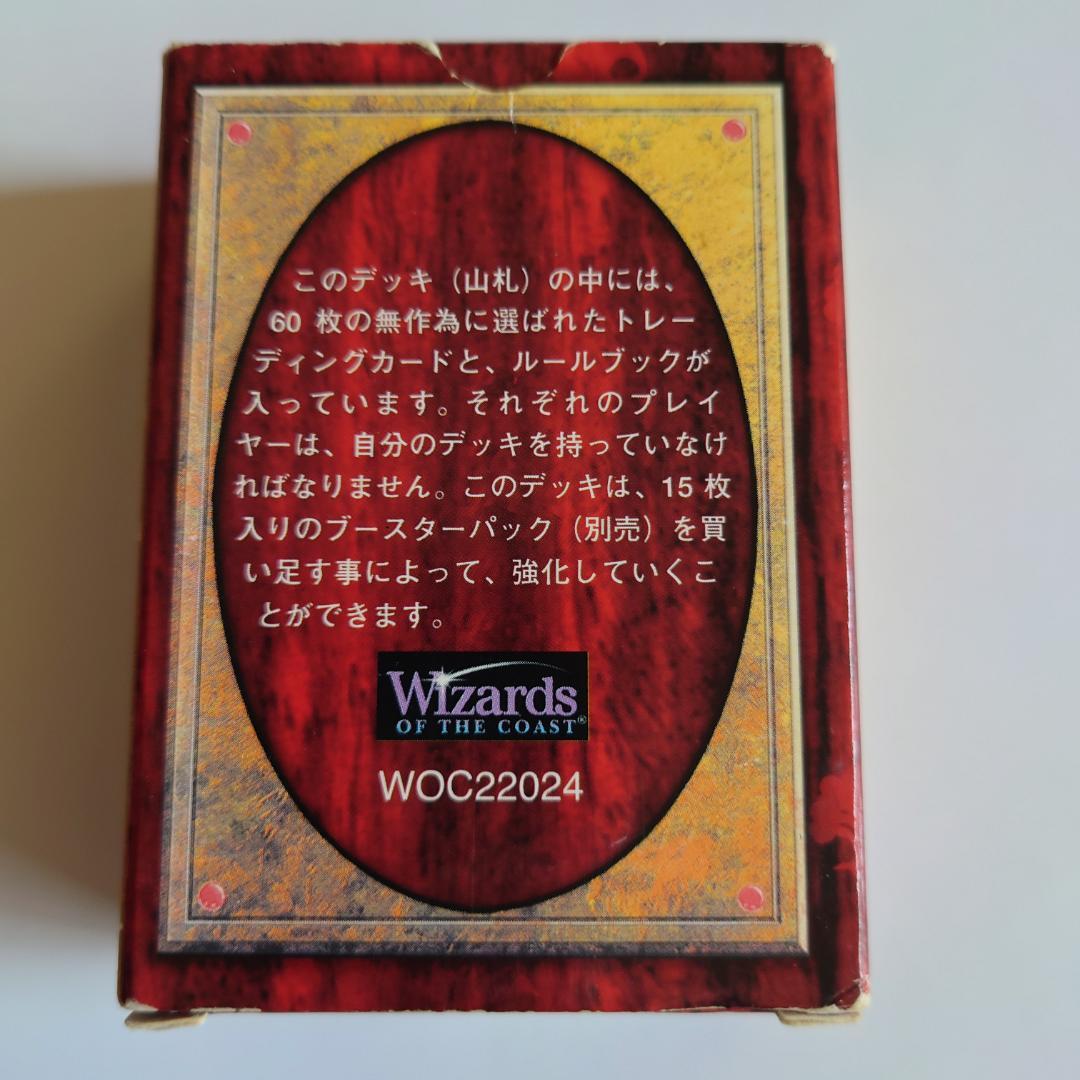 このデッキ（山札）の中には、
60 枚の無作為に選ばれたトレー
ディングカードと、ルールブックが
入っています。それぞれのプレイ
ヤーは、自分のデッキを持っていなけ
ればなりません。このデッキは、15 枚
入りのブースターパック（別売）を買
い足す事によって、強化していくこ
とができます。
Wizards
OF THE COAST®
WOC22024